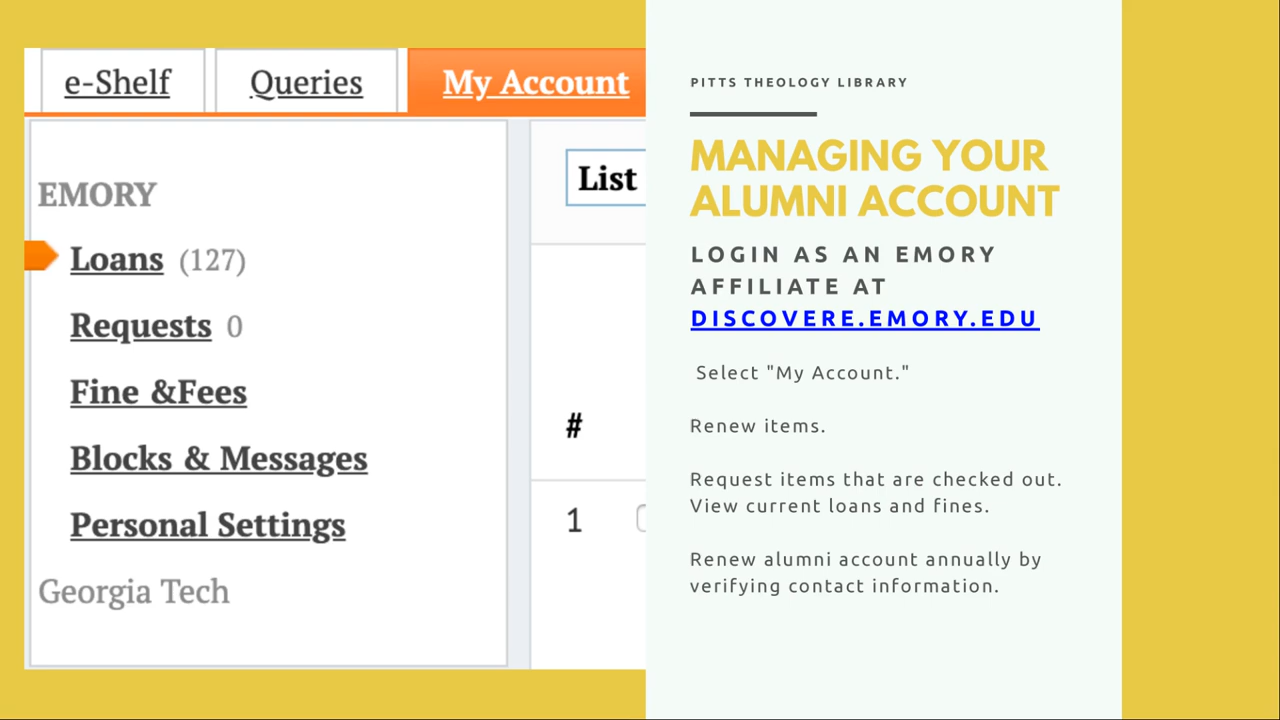 e-Shelf Queries My Account
EMORY
Loans (127)
Requests 0
Fine &Fees
Blocks & Messages
Personal Settings
Georgia Tech
List
#
1
PITTS THEOLOGY LIBRARY
MANAGING YOUR
ALUMNI ACCOUNT
LOGIN AS AN EMORY
AFFILIATE AT
DISCOVERE.EMORY.EDU
Select "My Account."
Renew items.
Request items that are checked out.
View current loans and fines.
Renew alumni account annually by
verifying contact information.